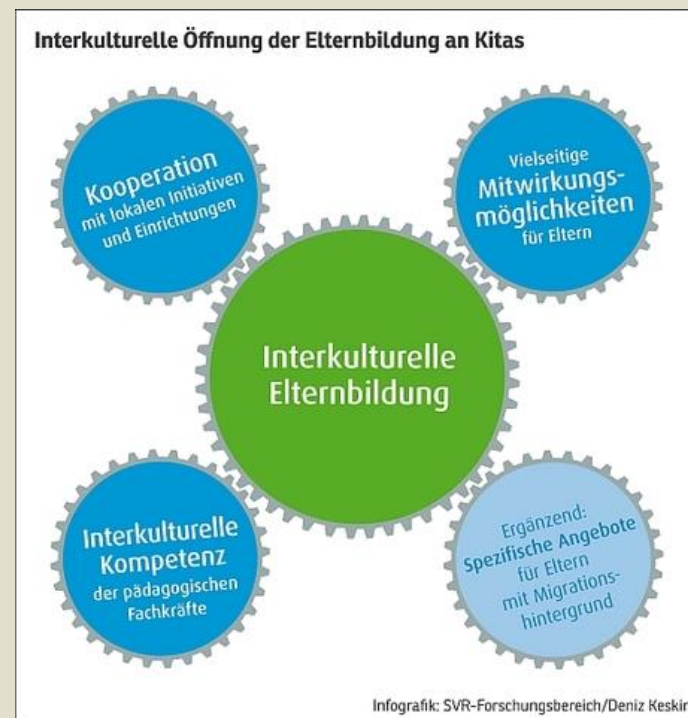 Interkulturelle Öffnung der Elternbildung an Kitas
Kooperation
mit lokalen Initiativen
und Einrichtungen
Vielseitige
Mitwirkungs-
möglichkeiten
für Eltern
Interkulturelle
Elternbildung
Interkulturelle
Kompetenz
der pädagogischen
Fachkräfte
Ergänzend:
Spezifische Angebote
für Eltern
mit Migrations-
hintergrund
Infografik: SVR-Forschungsbereich/Deniz Keskin